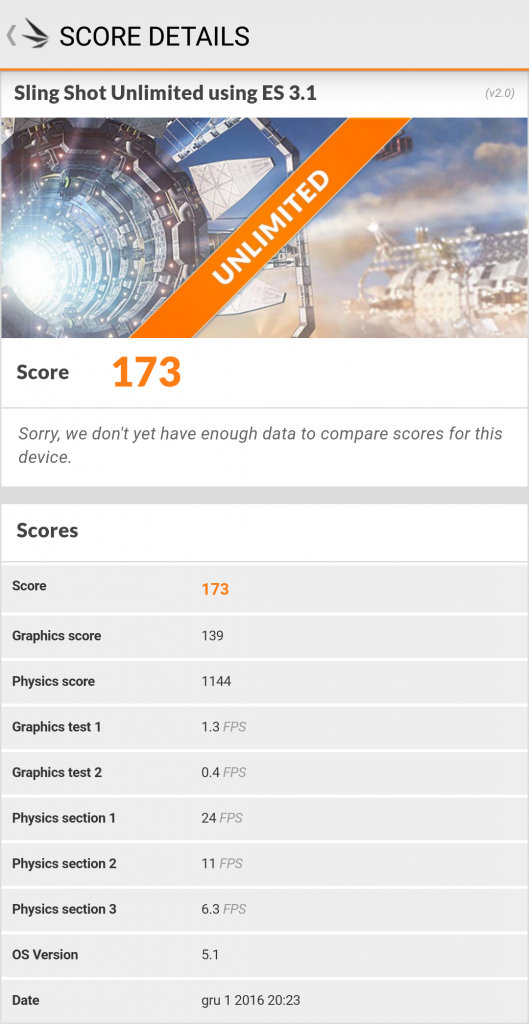 SCORE DETAILS
Sling Shot Unlimited using ES 3.1 (v2.0)
UNLIMITED
Score 173
Sorry, we don't yet have enough data to compare scores for this
device.
Scores
Score 173
Graphics score 139
Physics score 1144
Graphics test 1 1.3 FPS
Graphics test 2 0.4 FPS
Physics section 1 24 FPS
Physics section 2 11 FPS
Physics section 3 6.3 FPS
OS Version 5.1
Date gru 1 2016 20:23